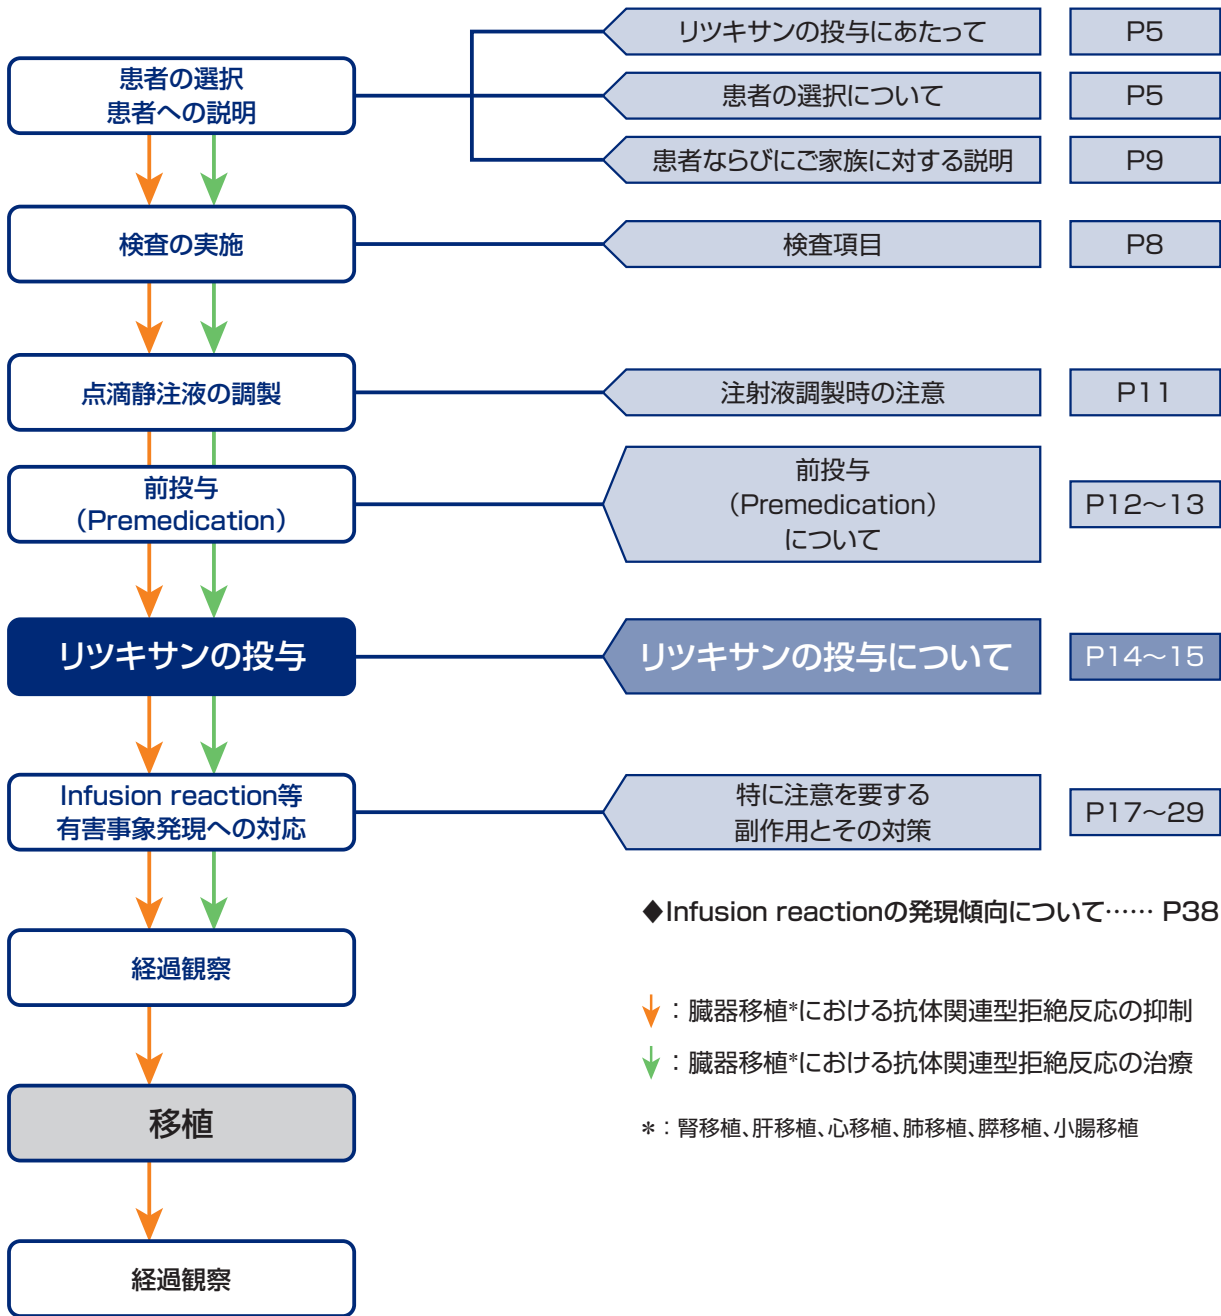 患者の選択
患者への説明
リツキサンの投与にあたって
P5
患者の選択について
P5
患者ならびにご家族に対する説明
P9
検査の実施
検査項目
P8
点滴静注液の調製
注射液調製時の注意
P11
前投与
（Premedication）
前投与
（Premedication）
について
P12〜13
リツキサンの投与
リツキサンの投与について
P14〜15
Infusion reaction等
有害事象発現への対応
特に注意を要する
副作用とその対策
P17〜29
◆Infusion reactionの発現傾向について…… P38
経過観察
：臓器移植*における抗体関連型拒絶反応の抑制
：臓器移植*における抗体関連型拒絶反応の治療
*：腎移植、肝移植、心移植、肺移植、膵移植、小腸移植
移植
経過観察